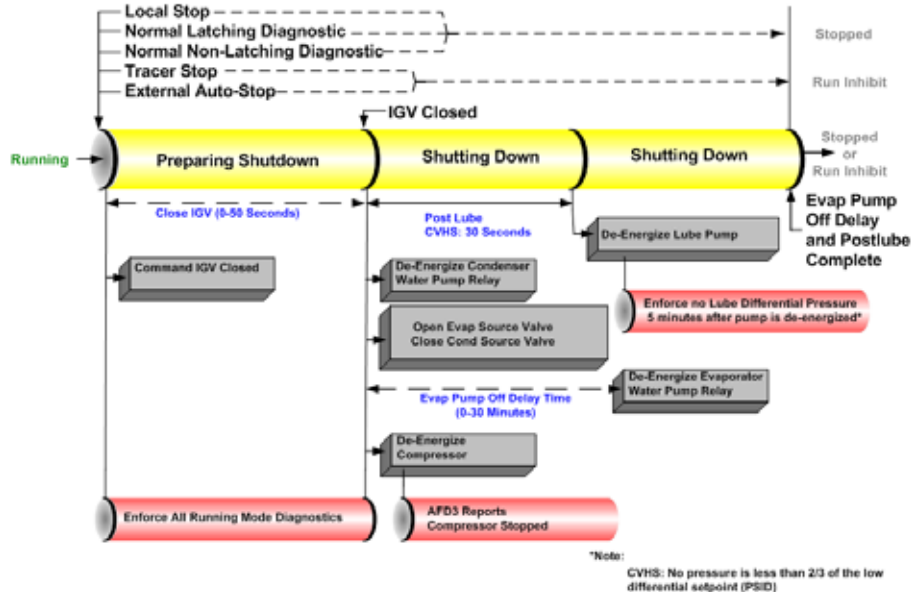 Local Stop
Normal Latching Diagnostic
Normal Non-Latching Diagnostic
Tracer Stop
External Auto-Stop
Stopped
Run Inhibit
IGV Closed
Running
Preparing Shutdown
Shutting Down
Shutting Down
Stopped
or
Run Inhibit
Close IGV (0-50 Seconds)
Post Lube
CVHS: 30 Seconds
Evap Pump
Off Delay
and Postlube
Complete
De-Energize Lube Pump
Command IGV Closed
De-Energize Condenser
Water Pump Relay
Enforce no Lube Differential Pressure
5 minutes after pump is de-energized*
Open Evap Source Valve
Close Cond Source Valve
Evap Pump Off Delay Time
(0-30 Minutes)
De-Energize Evaporator
Water Pump Relay
De-Energize
Compressor
Enforce All Running Mode Diagnostics
AFD3 Reports
Compressor Stopped
*Note:
CVHS: No pressure is less than 2/3 of the low
differential setpoint (PSID)